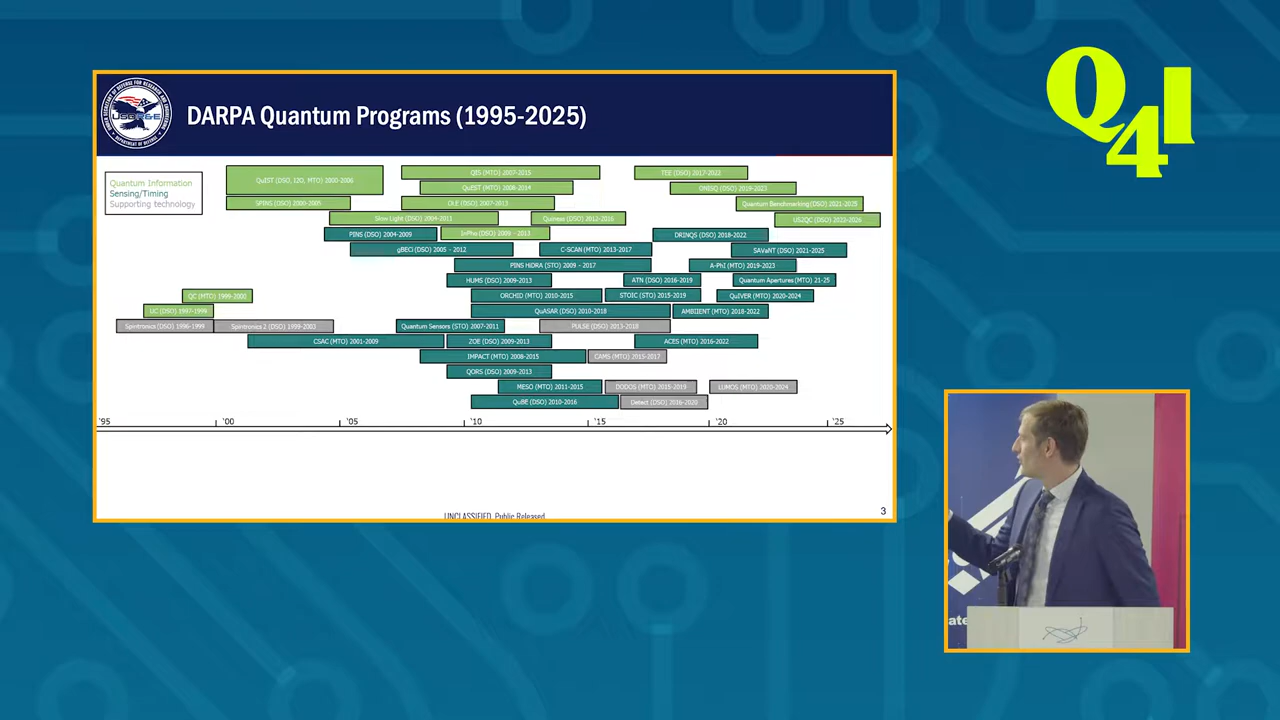 Q4I
DARPA Quantum Programs (1995-2025)
Quantum Information
Sensing/Timing
Supporting technology
QuEST (DSO, I2O, MTO) 2000-2006
QIS (MTO) 2007-2015
TEE (DSO) 2017-2022
QuEST (MTO) 2008-2014
ONISQ (DSO) 2019-2023
SPINS (DSO) 2000-2005
OLE (DSO) 2007-2013
Quantum Benchmarking (DSO) 2021-2025
Slow Light (DSO) 2004-2011
Quiness (DSO) 2012-2016
US2QC (DSO) 2022-2026
PINS (DSO) 2004-2009
InPho (DSO) 2009 - 2013
DRINQS (DSO) 2018-2022
gBECi (DSO) 2005 - 2012
C-SCAN (MTO) 2013-2017
SAVaNT (DSO) 2021-2025
PINS HiDRA (STO) 2009 - 2017
A-PhI (MTO) 2019-2023
HUMS (DSO) 2009-2013
ATN (DSO) 2016-2019
Quantum Apertures (MTO) 21-25
QC (MTO) 1999-2000
ORCHID (MTO) 2010-2015
STOIC (STO) 2015-2019
QuIVER (MTO) 2020-2024
UC (DSO) 1997-1999
QuASAR (DSO) 2010-2018
AMBIIENT (DSO) 2018-2022
Spintronics (DSO) 1996-1999
Spintronics 2 (DSO) 1999-2003
Quantum Sensors (STO) 2007-2011
PULSE (DSO) 2013-2018
CSAC (MTO) 2001-2009
ZOE (DSO) 2009-2013
ACES (MTO) 2016-2022
IMPACT (MTO) 2008-2015
CAMS (MTO) 2015-2017
QORS (DSO) 2009-2013
MESO (MTO) 2011-2015
DODOS (MTO) 2015-2019
LUMOS (MTO) 2020-2024
QuBE (DSO) 2010-2016
Detect (DSO) 2016-2020
'95 '00 '05 '10 '15 '20 '25
UNCLASSIFIED, Public Released
3
ate